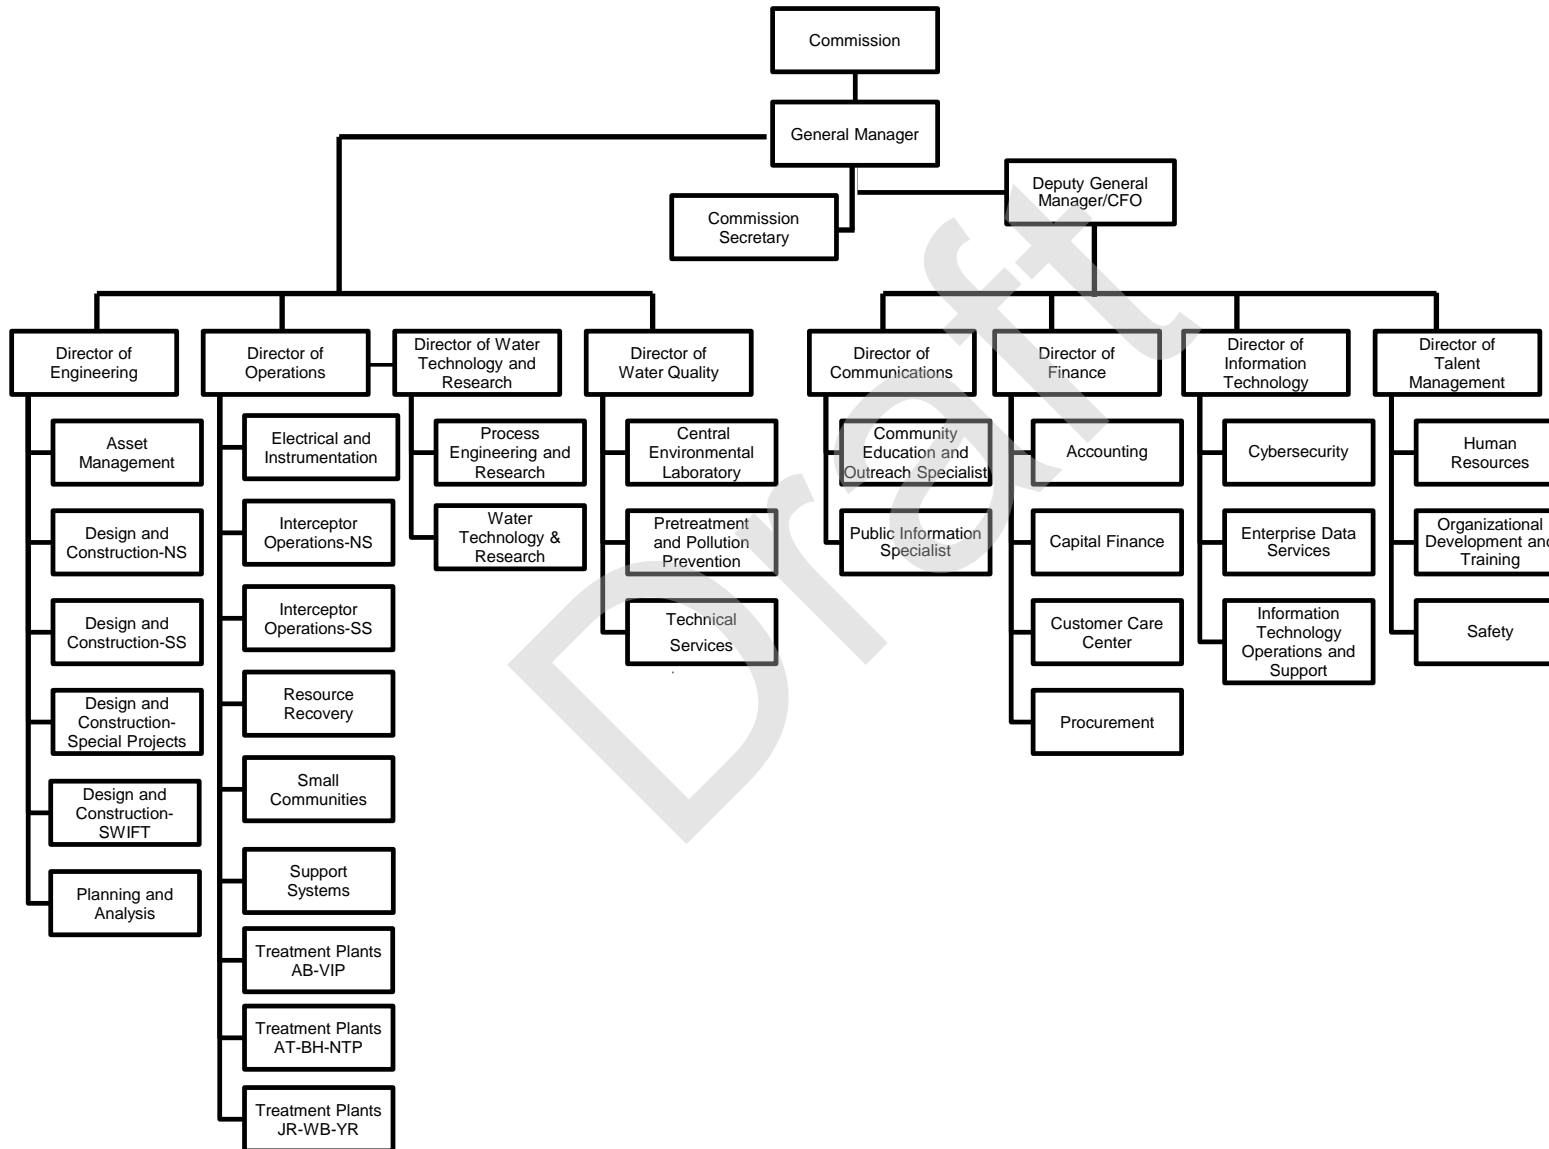 Commission
General Manager
Deputy General
Manager/CFO
Commission
Secretary
Director of
Engineering
Director of
Operations
Director of Water
Technology and
Research
Director of
Water Quality
Director of
Communications
Director of
Finance
Director of
Information
Technology
Director of
Talent
Management
Asset
Management
Design and
Construction-NS
Design and
Construction-SS
Design and
Construction-
Special Projects
Design and
Construction-
SWIFT
Planning and
Analysis
Electrical and
Instrumentation
Interceptor
Operations-NS
Interceptor
Operations-SS
Resource
Recovery
Small
Communities
Support
Systems
Treatment Plants
AB-VIP
Treatment Plants
AT-BH-NTP
Treatment Plants
JR-WB-YR
Process
Engineering and
Research
Water
Technology &
Research
Central
Environmental
Laboratory
Pretreatment
and Pollution
Prevention
Technical
Services
.
Community
Education and
Outreach Specialist
Public Information
Specialist
Accounting
Capital Finance
Customer Care
Center
Procurement
Cybersecurity
Enterprise Data
Services
Information
Technology
Operations and
Support
Human
Resources
Organizational
Development and
Training
Safety
Draft